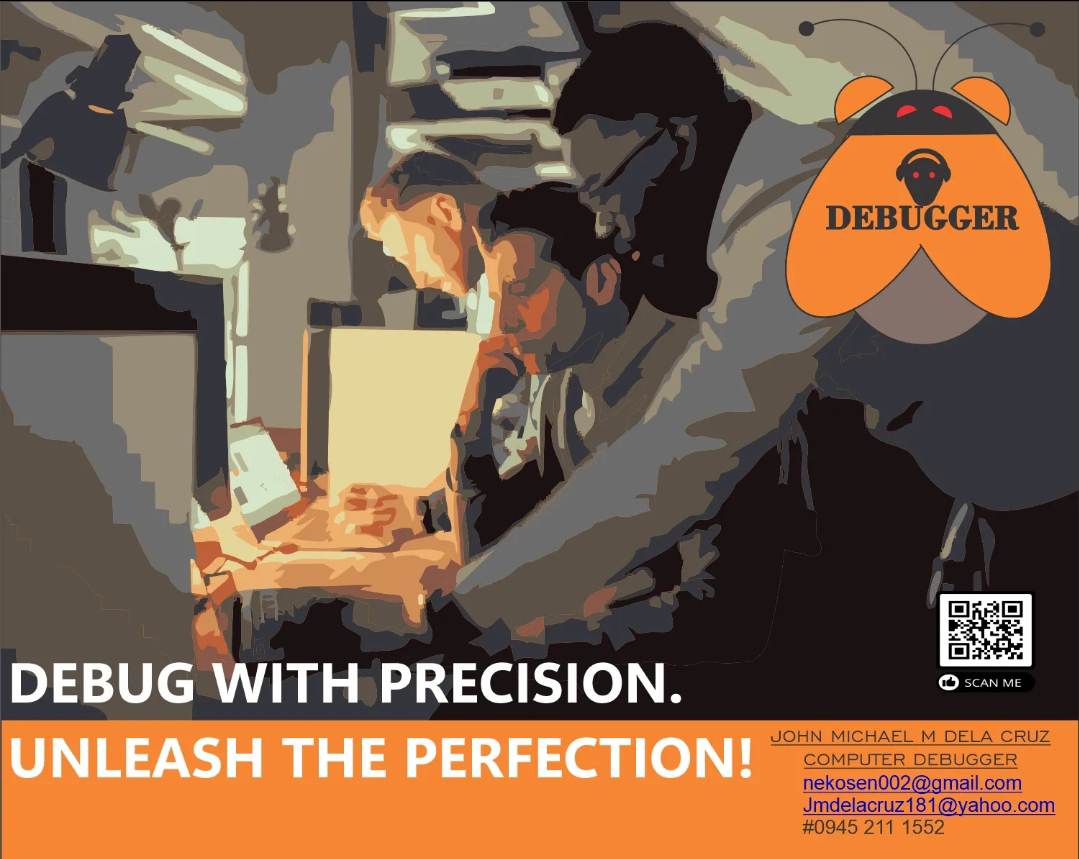 DEBUGGER
DEBUG WITH PRECISION.
SCAN ME
UNLEASH THE PERFECTION!
JOHN MICHAEL M DELA CRUZ
COMPUTER DEBUGGER
nekosen002@gmail.com
Jmdelacruz181@yahoo.com
#0945 211 1552